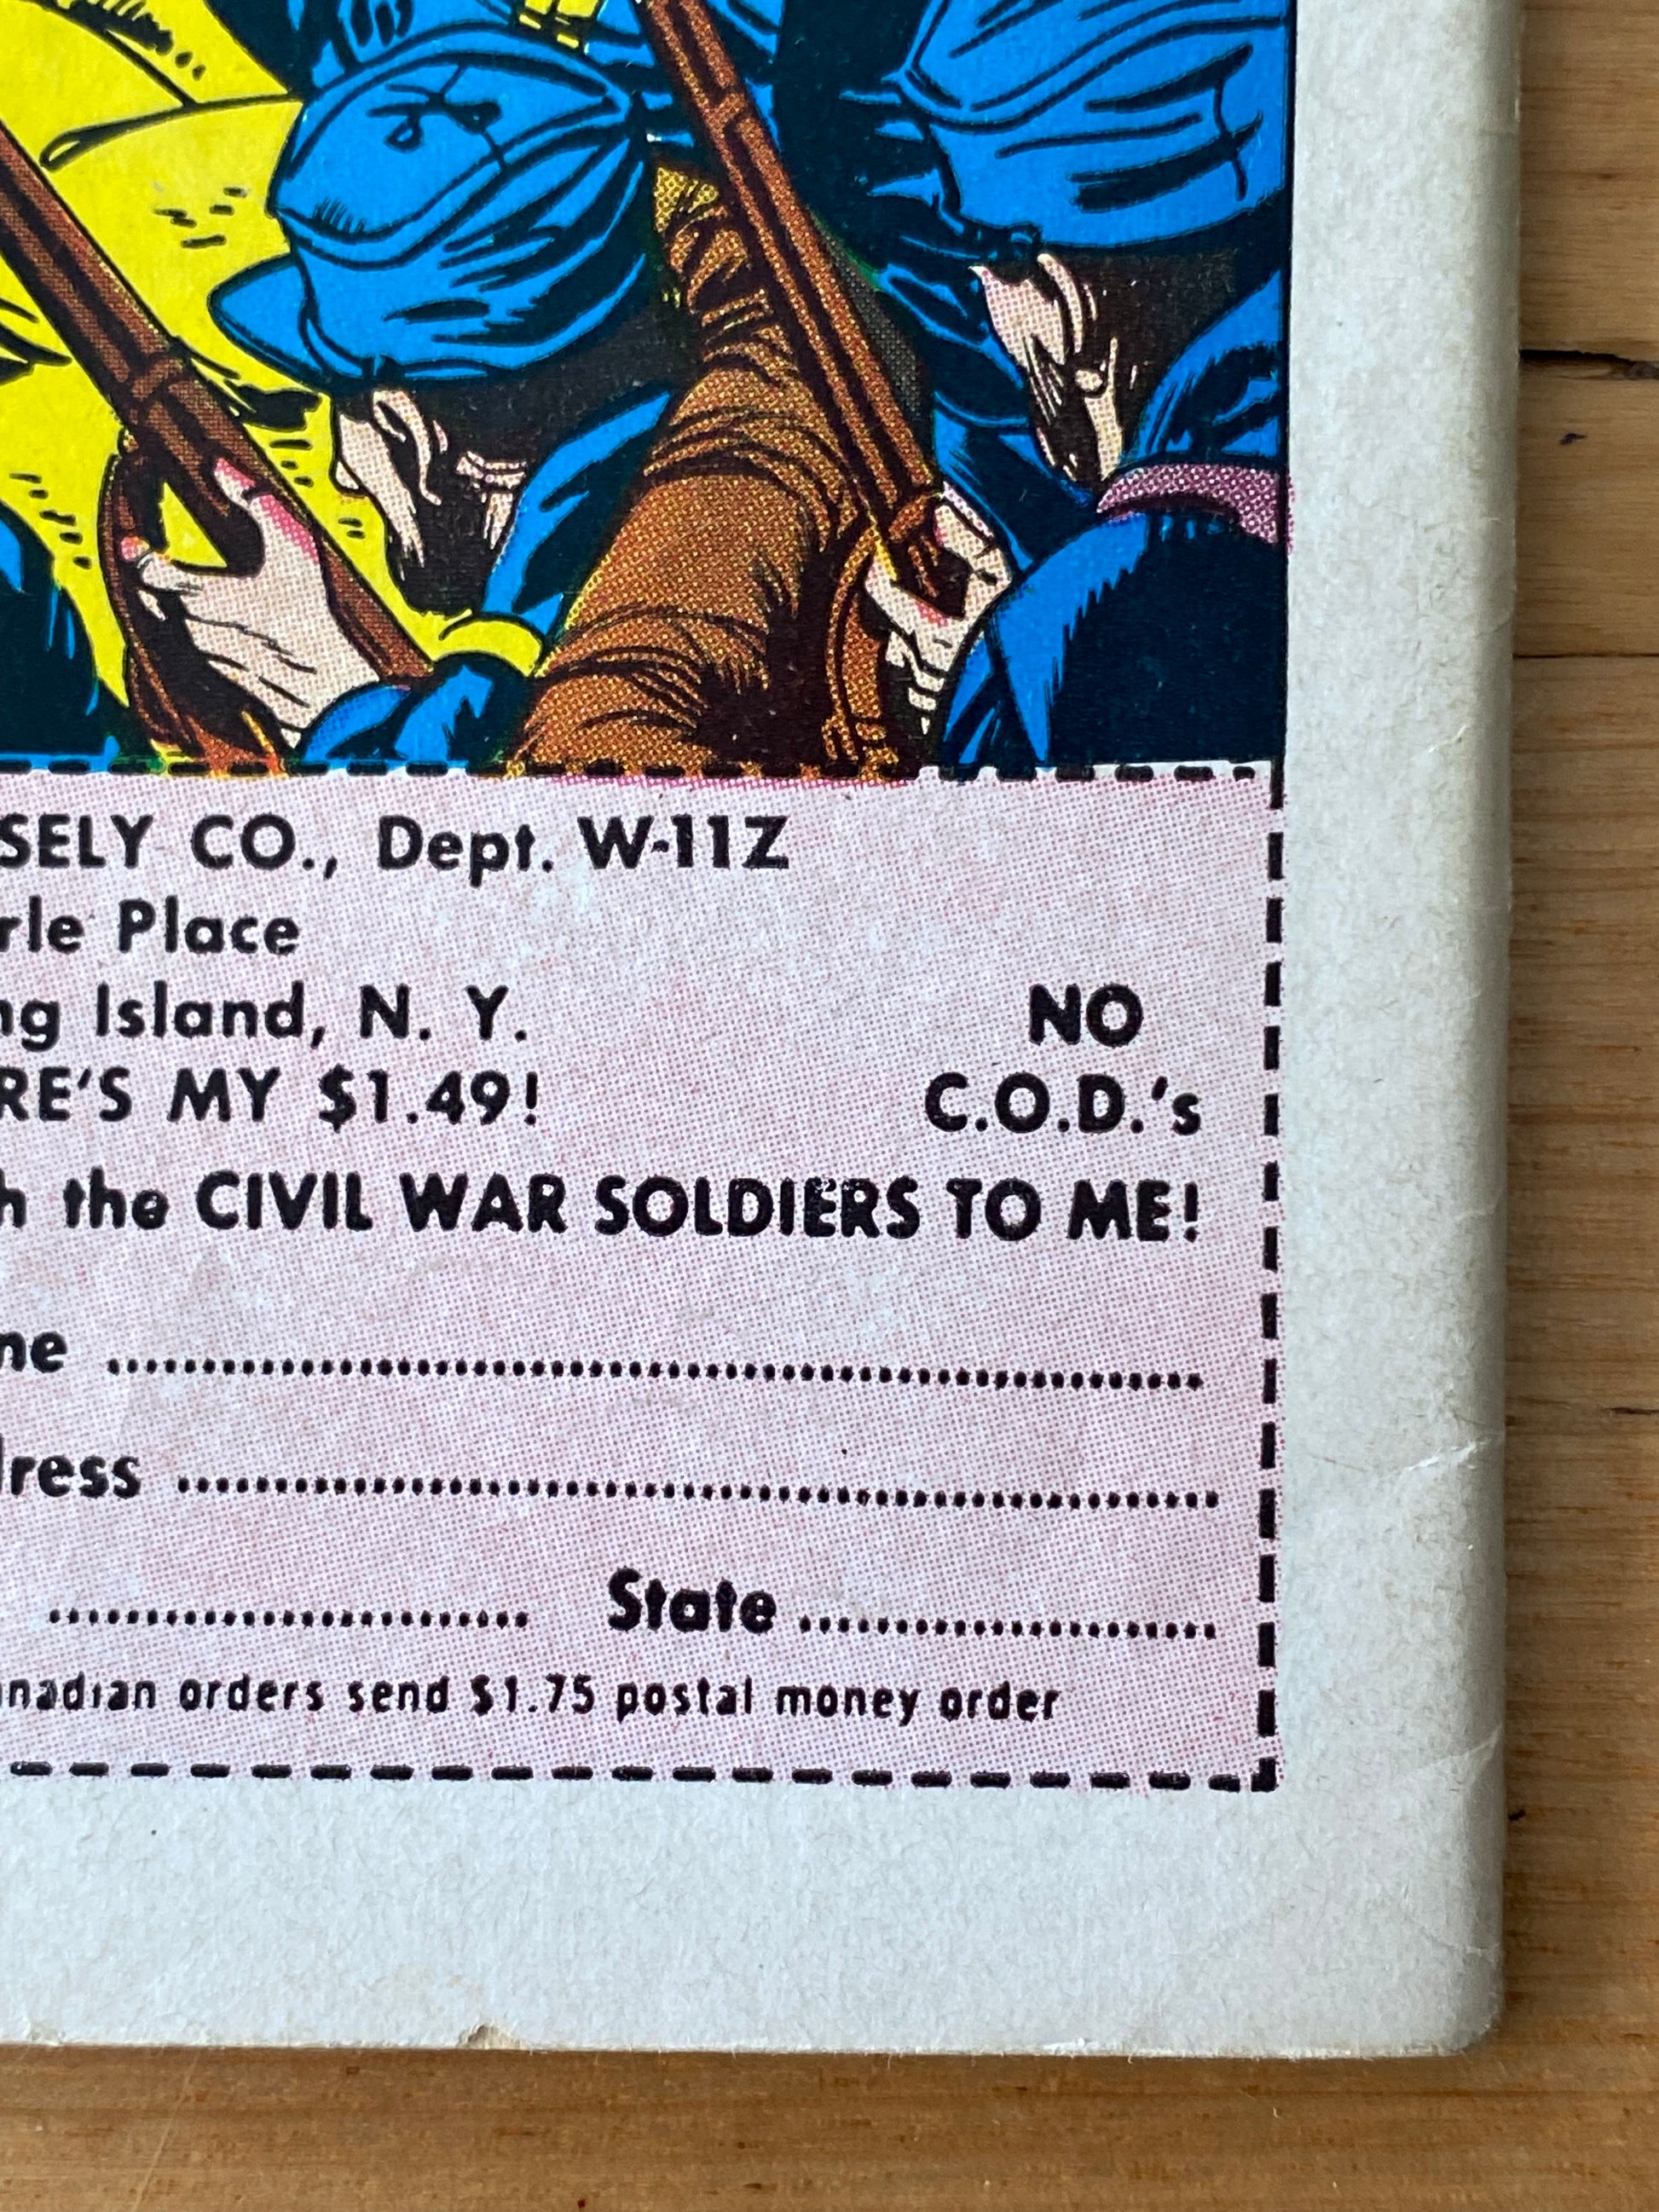 SELY CO., Dept. W-11Z
rle Place
ng Island, N. Y.
RE'S MY $1.49!
NO
C.O.D.'s
h the CIVIL WAR SOLDIERS TO ME!
ne ........................................
dress ........................................
.................... State ....................
nadian orders send $1.75 postal money order